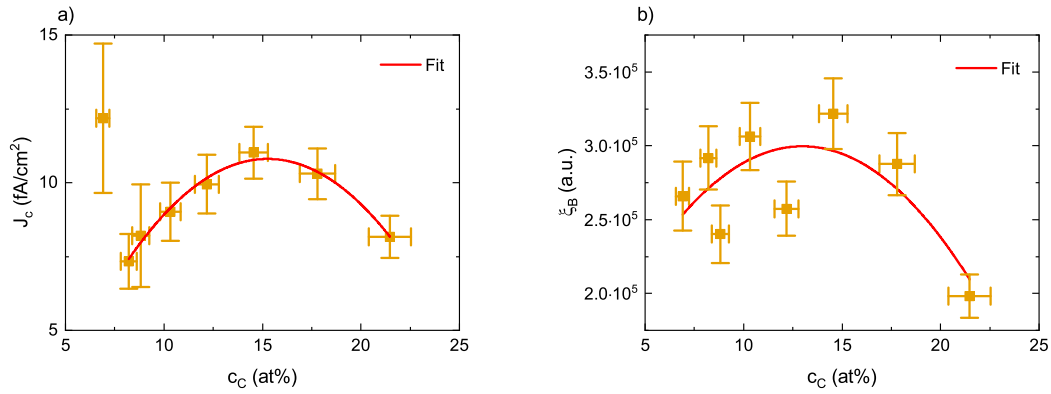 a)
15
10
5
J_c (fA/cm²)
Fit
5 10 15 20 25
c_C (at%)
b)
3.5·10⁵
3.0·10⁵
2.5·10⁵
2.0·10⁵
ξ_B (a.u.)
Fit
5 10 15 20 25
c_C (at%)